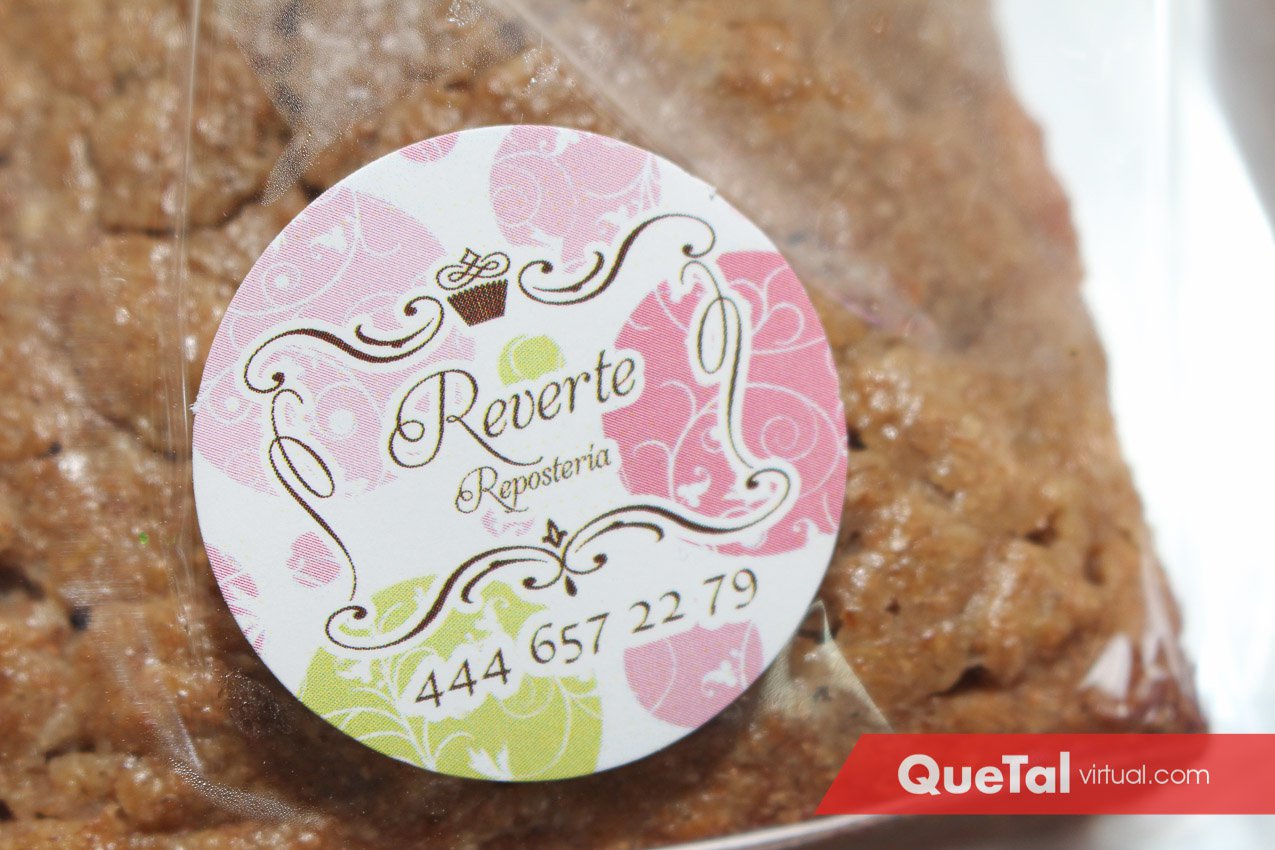 Reverte
Repostería
444 657 22 79
QueTal virtual.com